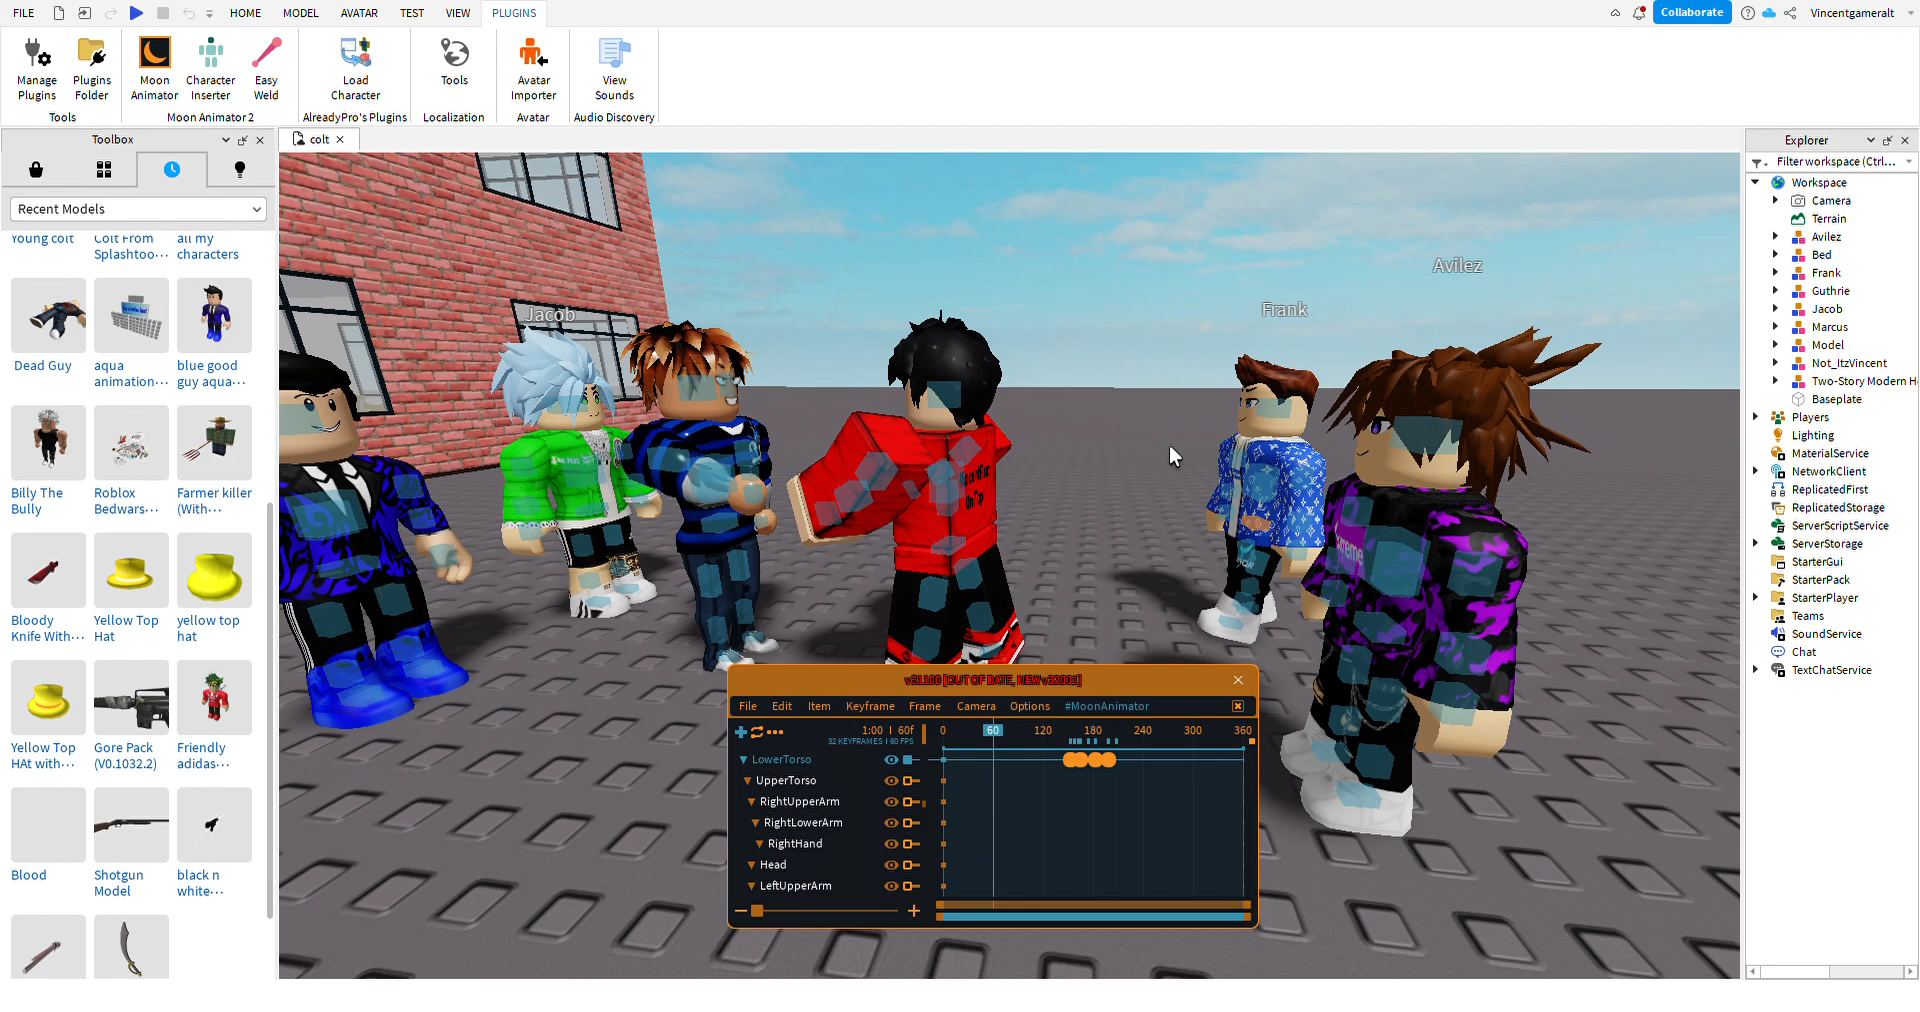 FILE HOME MODEL AVATAR TEST VIEW PLUGINS Collaborate Vincentgameralt
Manage Plugins
Plugins Folder
Moon Animator
Character Inserter
Easy Weld
Load Character
Tools
Avatar Importer
View Sounds
Tools Moon Animator 2 AlreadyPro's Plugins Localization Avatar Audio Discovery
Toolbox
Recent Models
Young colt
Colt From Splashtoo...
all my characters
Dead Guy
aqua animation...
blue good guy aqua...
Billy The Bully
Roblox Bedwars...
Farmer killer (With...
Bloody Knife With...
Yellow Top Hat
yellow top hat
Yellow Top HAt with...
Gore Pack (V0.1032.2)
Friendly adidas...
Blood
Shotgun Model
black n white...
colt
Avilez
Frank
Jacob
[OUT OF DATE, NEW
File Edit Item Keyframe Frame Camera Options #MoonAnimator
1:00 | 60f 0 60 120 180 240 300 360
32 KEYFRAMES | 60 FPS
LowerTorso
UpperTorso
RightUpperArm
RightLowerArm
RightHand
Head
LeftUpperArm
Explorer
Filter workspace (Ctrl...
Workspace
Camera
Terrain
Avilez
Bed
Frank
Guthrie
Jacob
Marcus
Model
Not_ItzVincent
Two-Story Modern H
Baseplate
Players
Lighting
MaterialService
NetworkClient
ReplicatedFirst
ReplicatedStorage
ServerScriptService
ServerStorage
StarterGui
StarterPack
StarterPlayer
Teams
SoundService
Chat
TextChatService